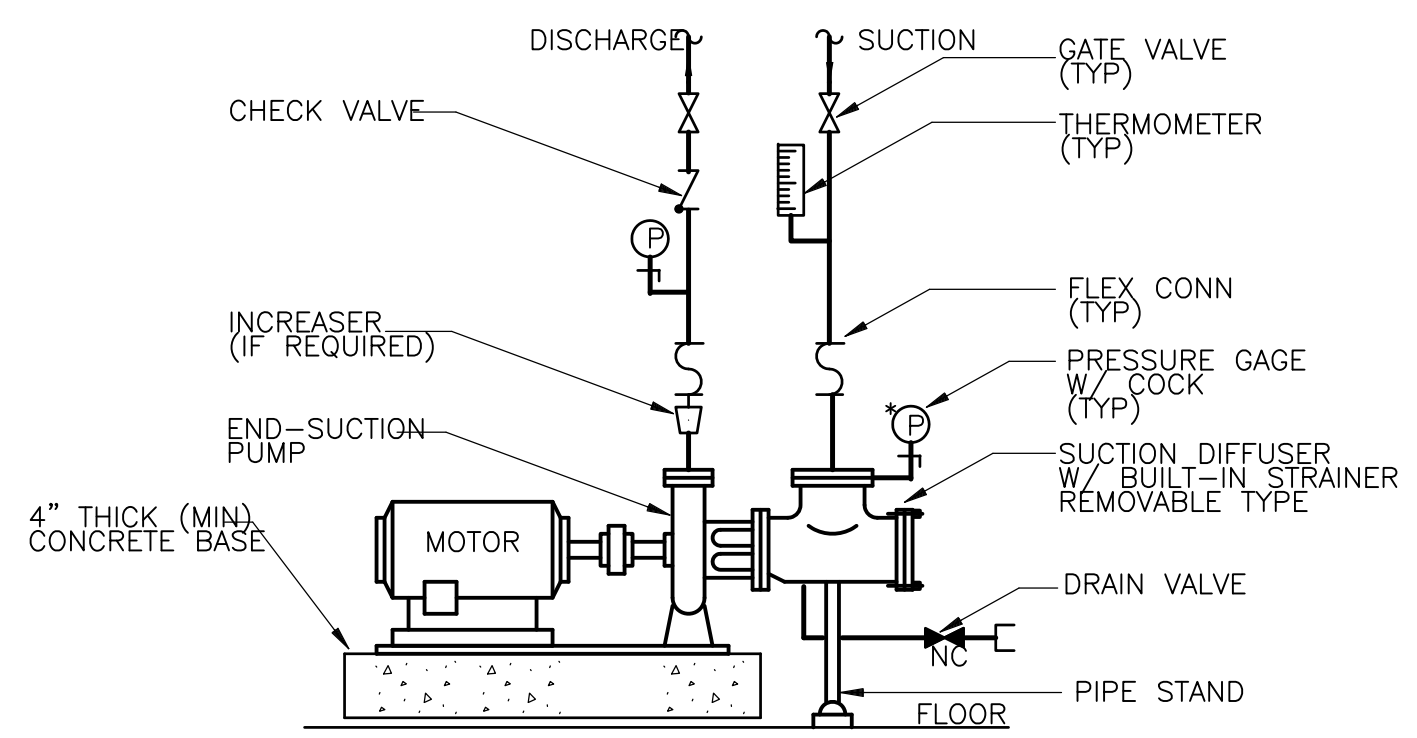 DISCHARGE
SUCTION
GATE VALVE
(TYP)
CHECK VALVE
THERMOMETER
(TYP)
P
FLEX CONN
(TYP)
INCREASER
(IF REQUIRED)
PRESSURE GAGE
W/ COCK
(TYP)
* P
END-SUCTION
PUMP
SUCTION DIFFUSER
W/ BUILT-IN STRAINER
REMOVABLE TYPE
4" THICK (MIN)
CONCRETE BASE
MOTOR
DRAIN VALVE
NC
PIPE STAND
FLOOR